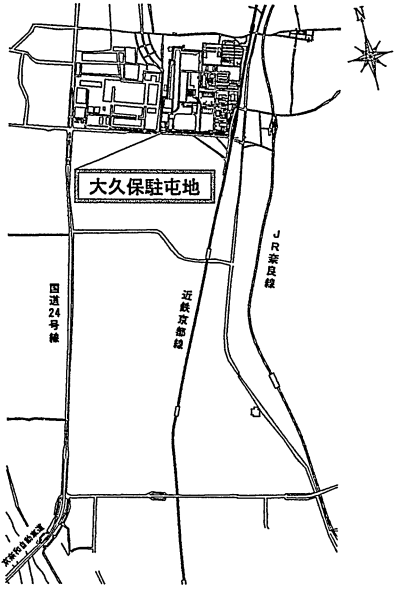 N
大久保駐屯地
JR奈良線
国道24号線
近鉄京都線
京奈和自動車道